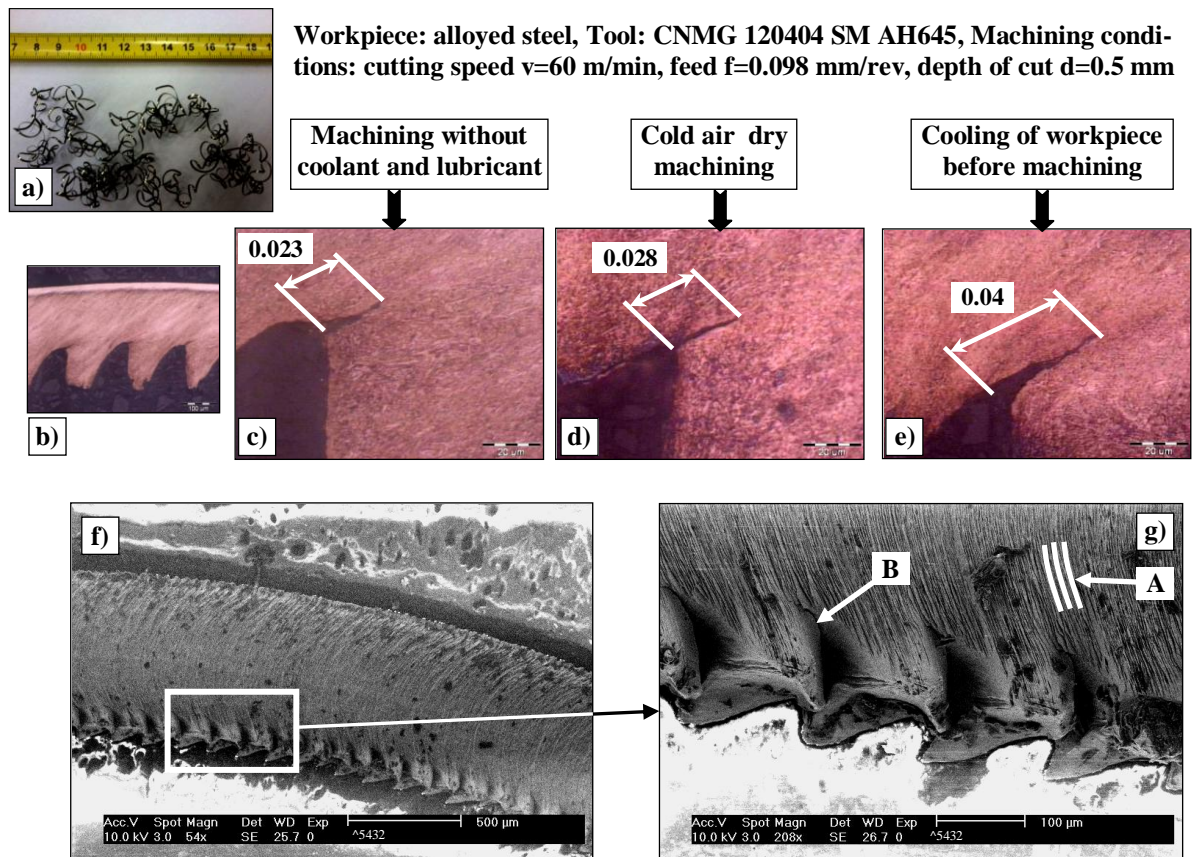 Workpiece: alloyed steel, Tool: CNMG 120404 SM AH645, Machining condi-
tions: cutting speed v=60 m/min, feed f=0.098 mm/rev, depth of cut d=0.5 mm
7 8 9 10 11 12 13 14 15 16 17 18
a)
Machining without
coolant and lubricant
Cold air dry
machining
Cooling of workpiece
before machining
b)
100 µm
0.023
c)
20 µm
0.028
d)
20 µm
0.04
e)
20 µm
f)
Acc.V Spot Magn Det WD Exp
10.0 kV 3.0 54x SE 25.7 0 ^5432
500 µm
g)
B
A
Acc.V Spot Magn Det WD Exp
10.0 kV 3.0 208x SE 26.7 0 ^5432
100 µm